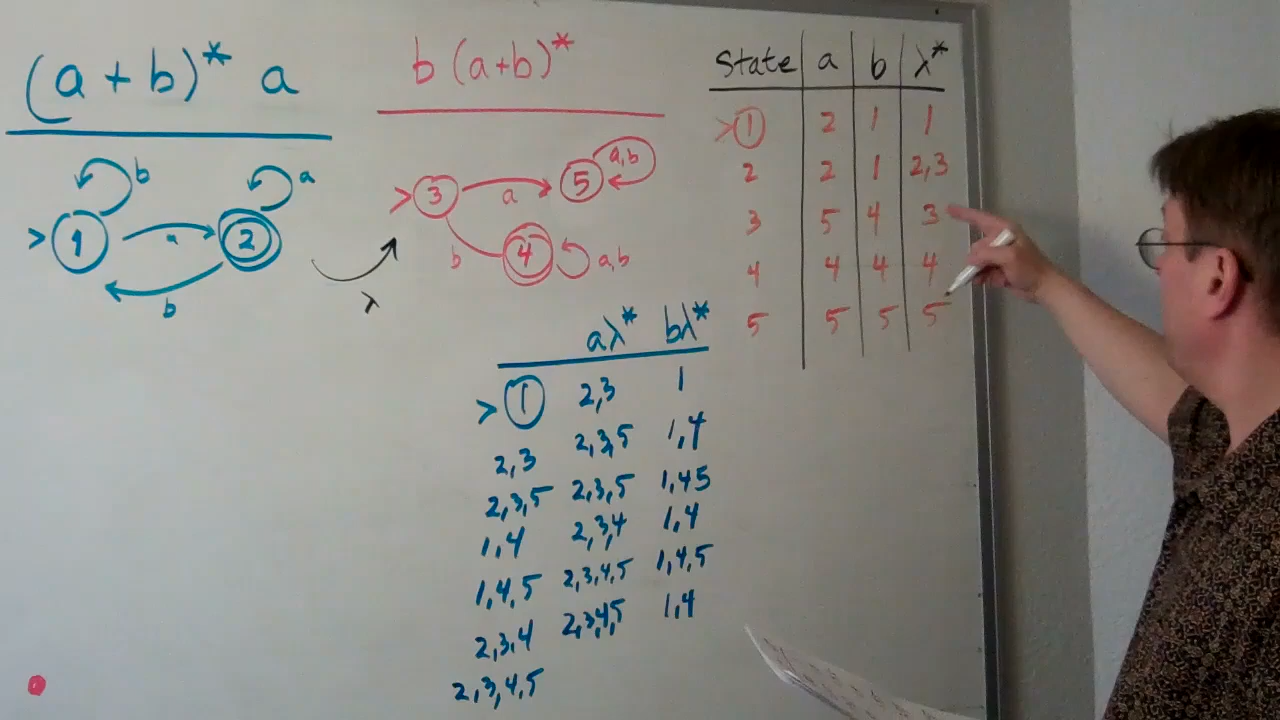 (a + b)* a
b (a+b)*
b
a
1
a
2
b
λ
3
a
5
a,b
b
4
a,b
State a b λ*
1 2 1 1
2 2 1 2,3
3 5 4 3
4 4 4 4
5 5 5 5
aλ* bλ*
1 2,3 1
2,3 2,3,5 1,4
2,3,5 2,3,5 1,45
1,4 2,3,4 1,4
1,4,5 2,3,4,5 1,4,5
2,3,4 2,3,4,5 1,4
2,3,4,5